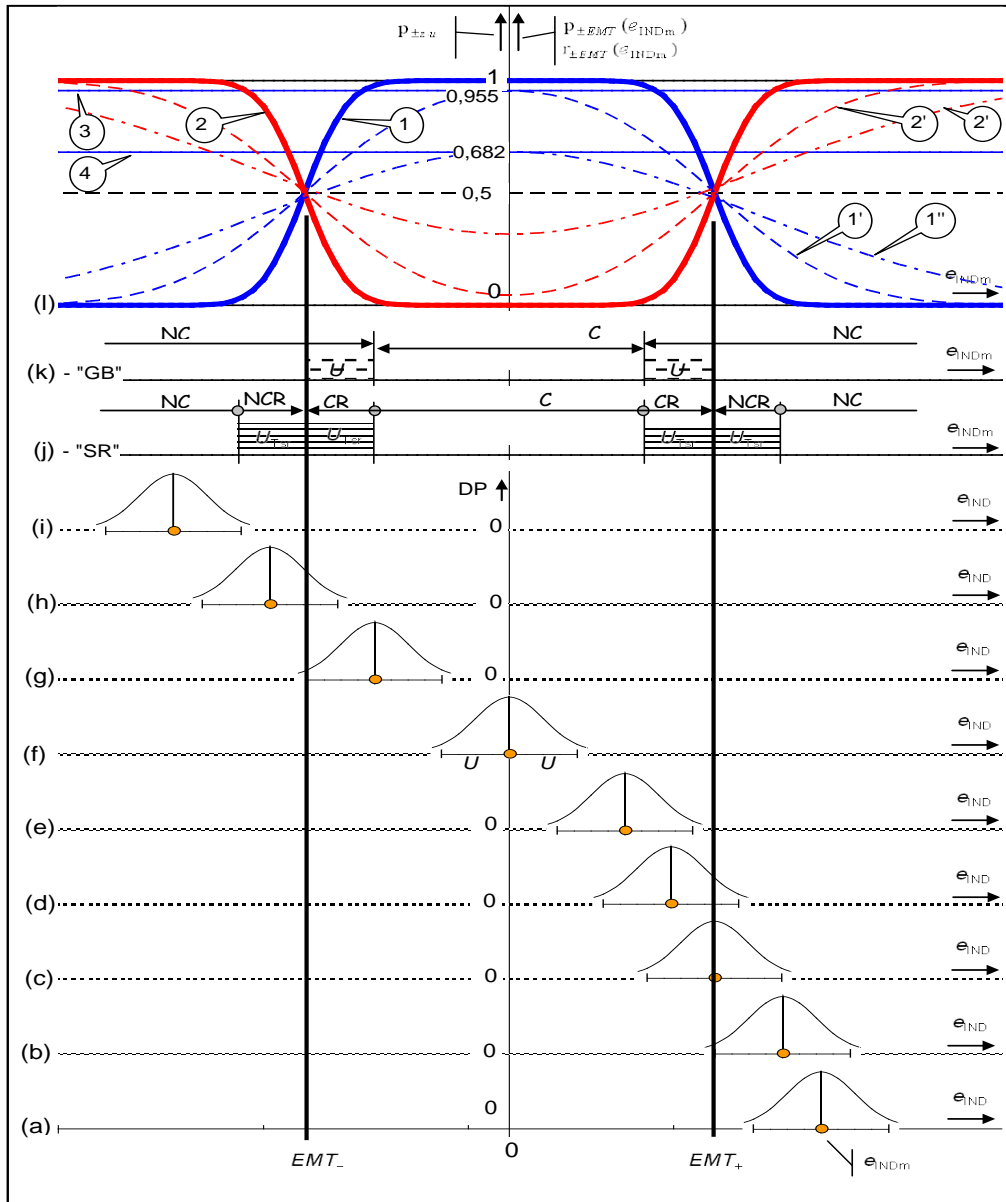 p±z·u
p±EMT (eINDm)
r±EMT (eINDm)
1
0,955
3
2
1
2'
2'
4
0,682
0,5
1'
1"
0
eINDm
(l)
NC
C
NC
U
U
eINDm
(k) - "GB"
NC
NCR
CR
C
CR
NCR
NC
eINDm
(j) - "SR"
DP
eIND
(i)
0
eIND
(h)
0
eIND
(g)
0
eIND
(f)
0
U
U
eIND
(e)
0
eIND
(d)
0
eIND
(c)
0
eIND
(b)
0
eIND
(a)
0
EMT-
0
EMT+
eINDm